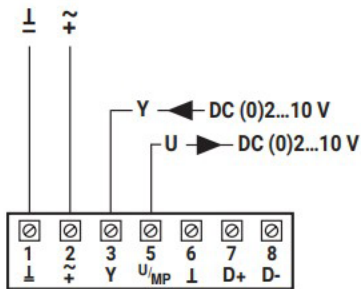 ⊥ ~
− +
Y DC (0)2...10 V
U DC (0)2...10 V
1 2 3 5 6 7 8
⊥ ~+ Y U/MP ⊥ D+ D-